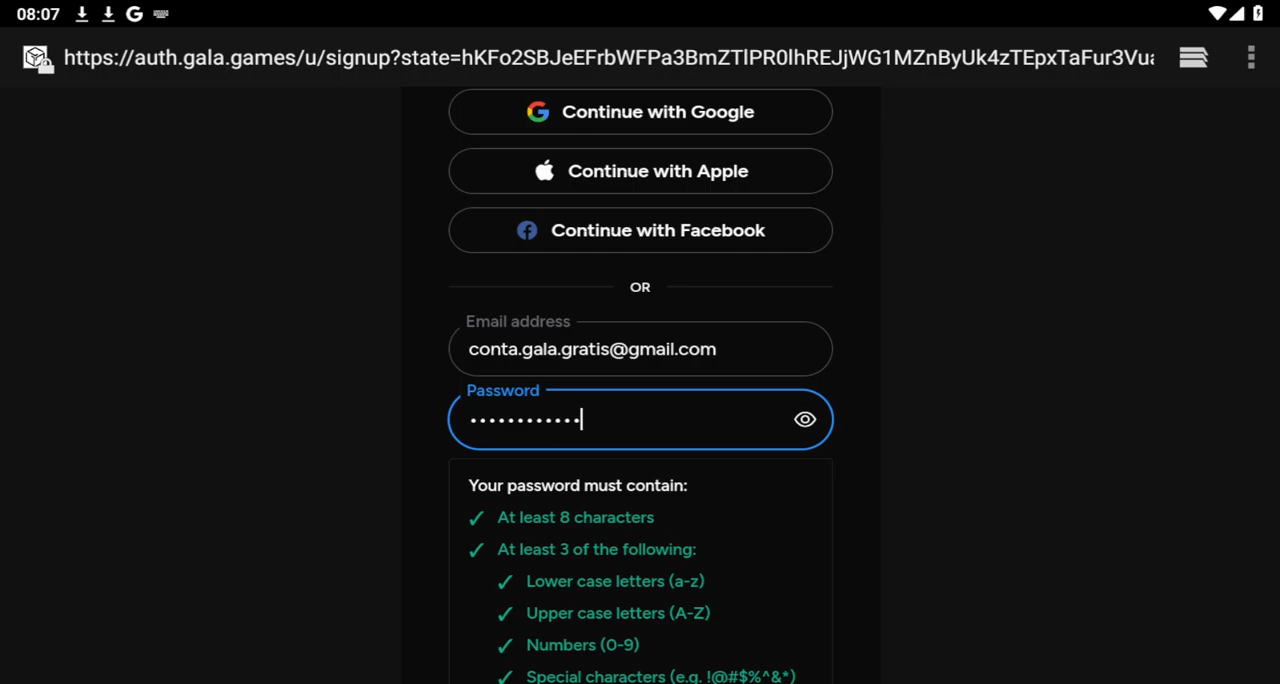 08:07
https://auth.gala.games/u/signup?state=hKFo2SBJeEFrbWFPa3BmZTlPR0lhREJjWG1MZnByUk4zTEpxTaFur3Vua
Continue with Google
Continue with Apple
Continue with Facebook
OR
Email address
conta.gala.gratis@gmail.com
Password
••••••••••••
Your password must contain:
✓ At least 8 characters
✓ At least 3 of the following:
✓ Lower case letters (a-z)
✓ Upper case letters (A-Z)
✓ Numbers (0-9)
✓ Special characters (e.g. !@#$%^&*)